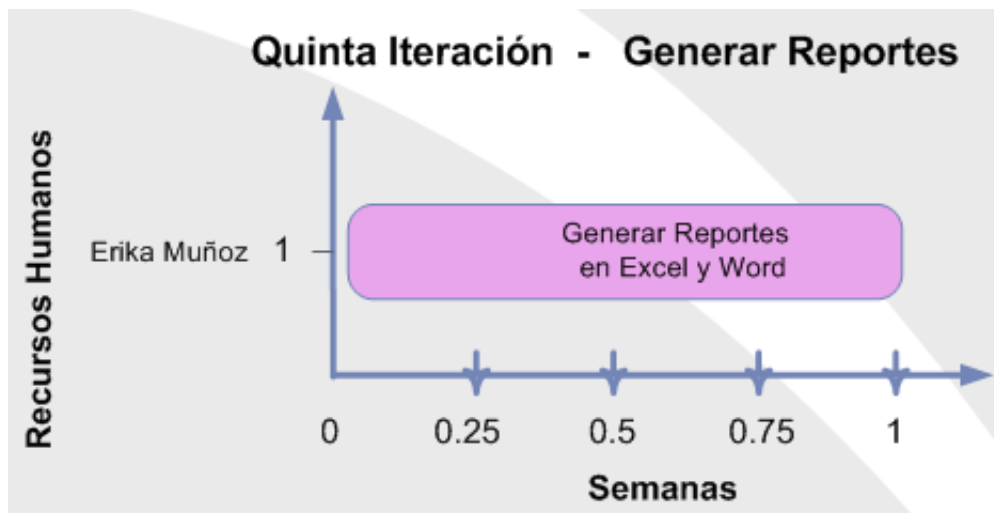 Quinta Iteración - Generar Reportes
Recursos Humanos
Erika Muñoz 1
Generar Reportes
en Excel y Word
0 0.25 0.5 0.75 1
Semanas